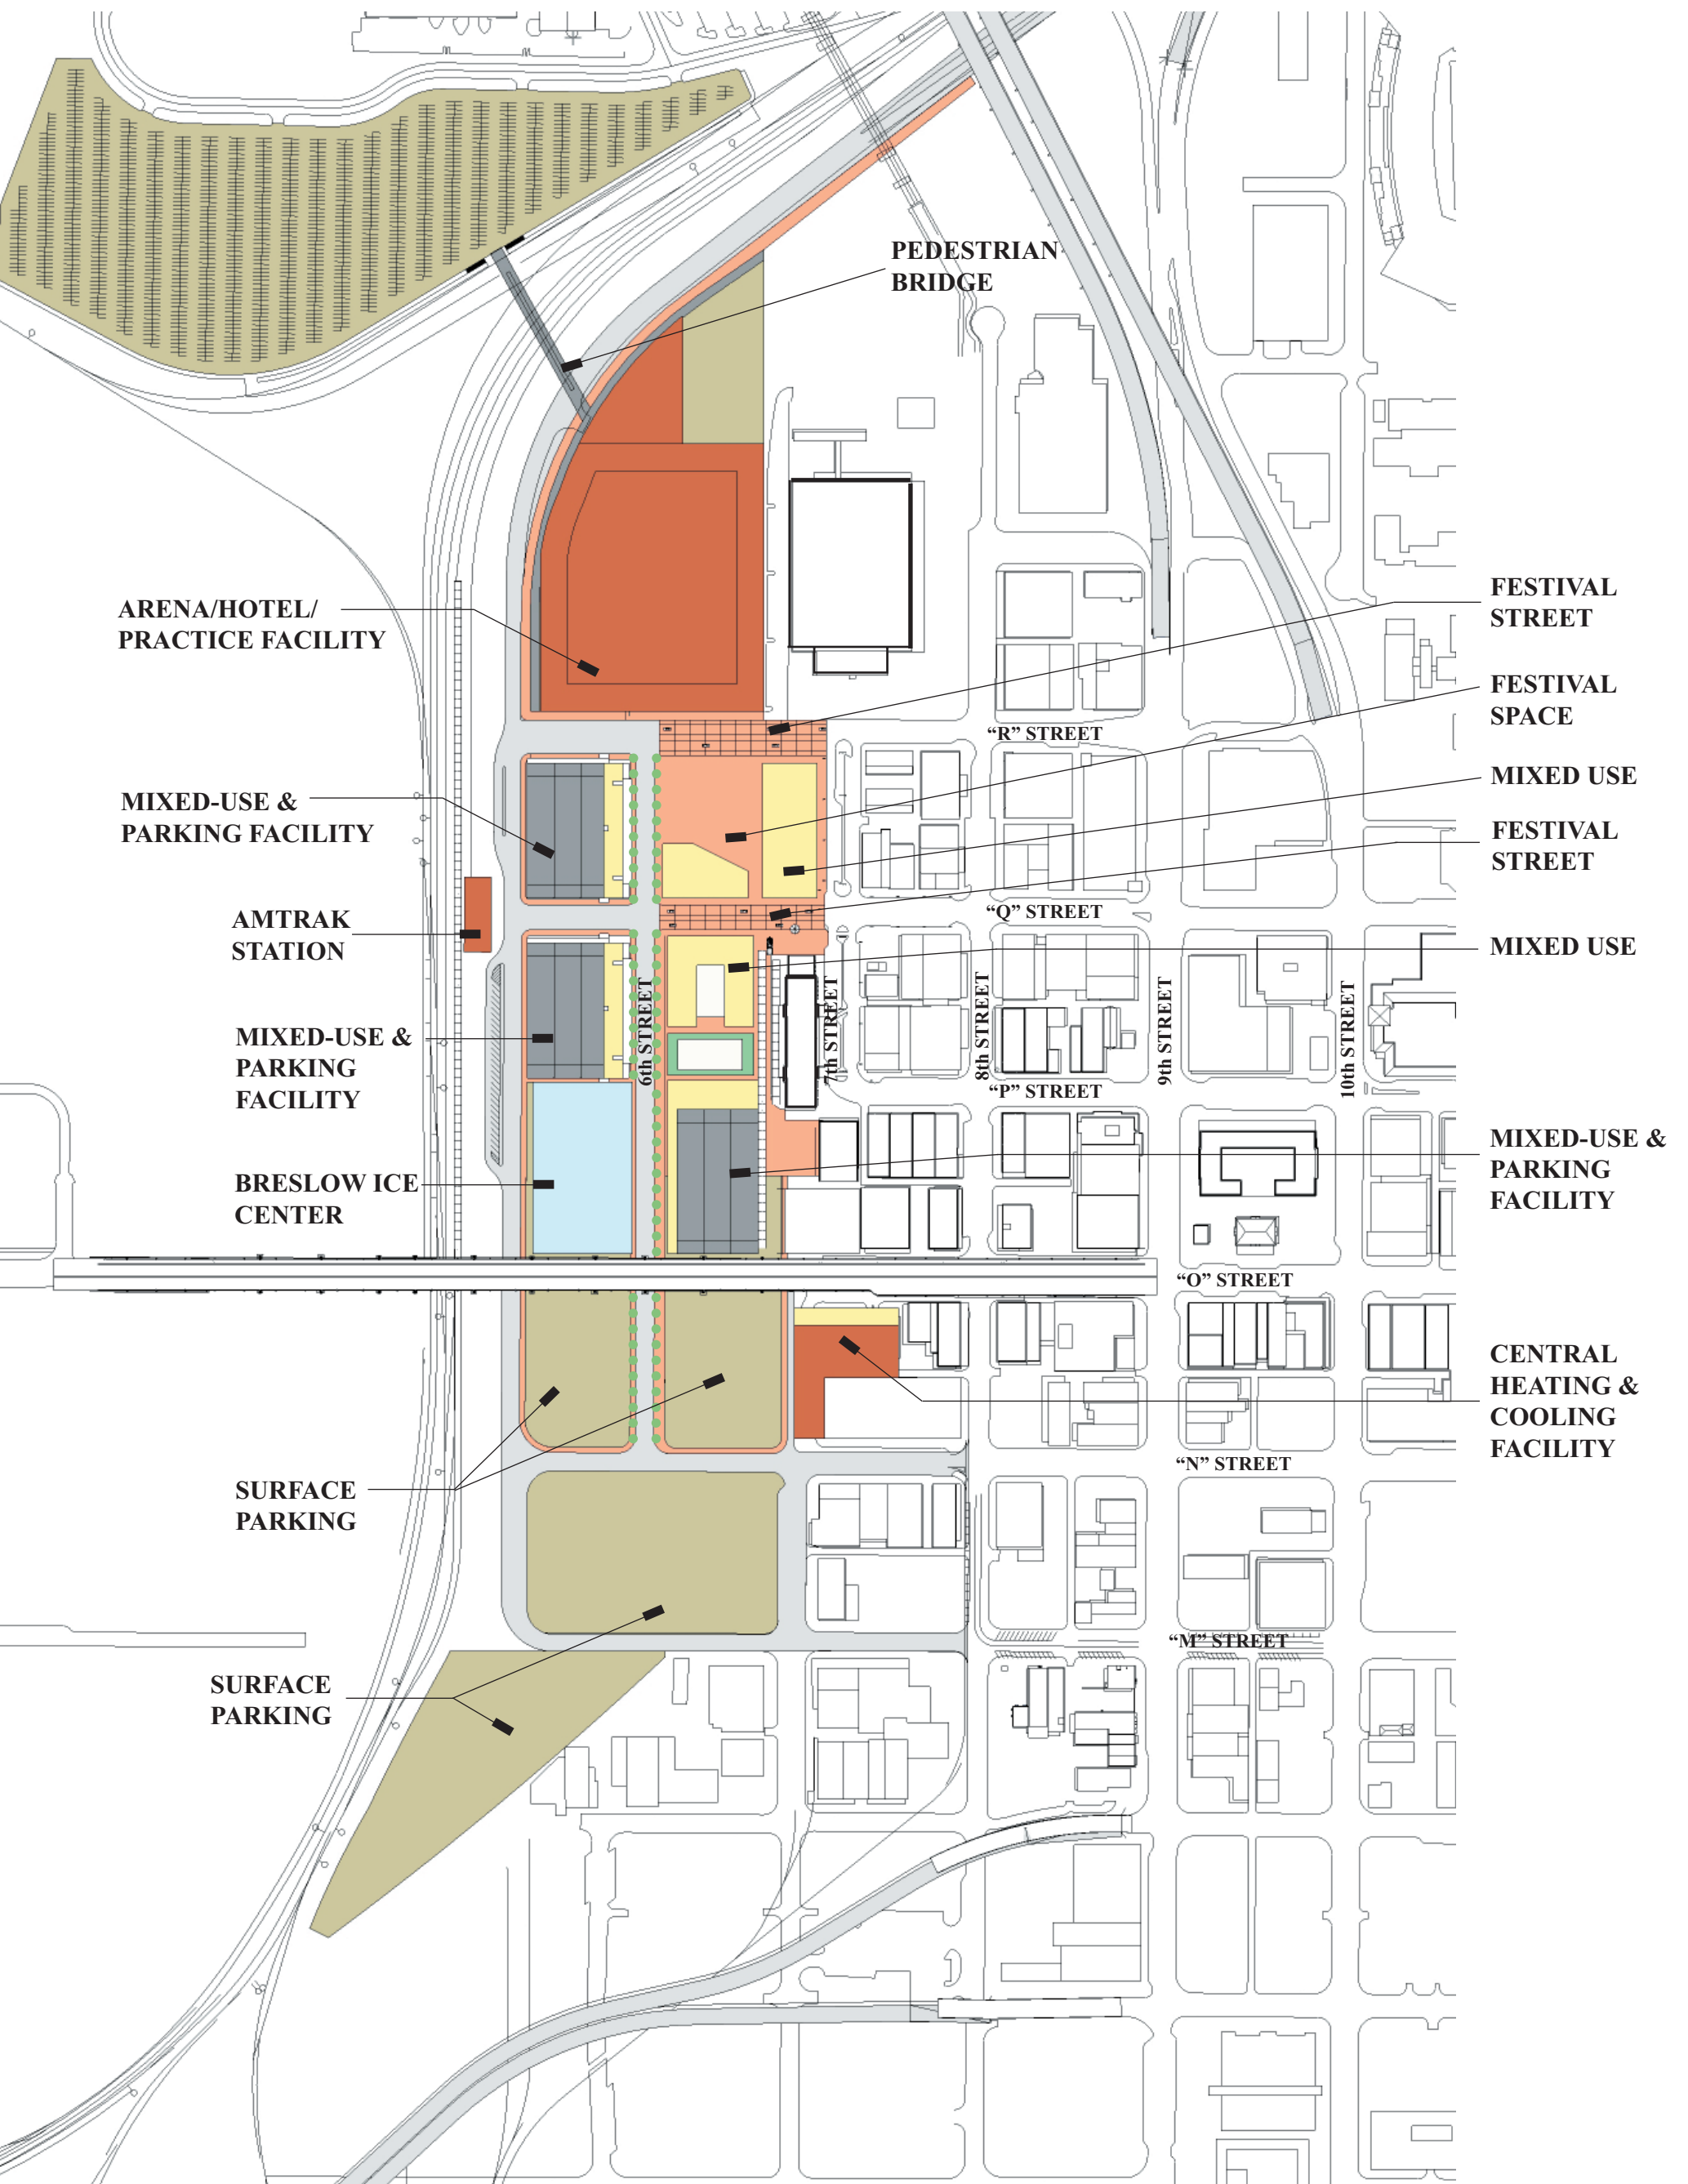 PEDESTRIAN
BRIDGE
ARENA/HOTEL/
PRACTICE FACILITY
FESTIVAL
STREET
FESTIVAL
SPACE
“R” STREET
MIXED USE
MIXED-USE &
PARKING FACILITY
FESTIVAL
STREET
AMTRAK
STATION
“Q” STREET
MIXED USE
6th STREET
7th STREET
8th STREET
9th STREET
10th STREET
MIXED-USE &
PARKING
FACILITY
“P” STREET
MIXED-USE &
PARKING
FACILITY
BRESLOW ICE
CENTER
“O” STREET
CENTRAL
HEATING &
COOLING
FACILITY
“N” STREET
SURFACE
PARKING
“M” STREET
SURFACE
PARKING